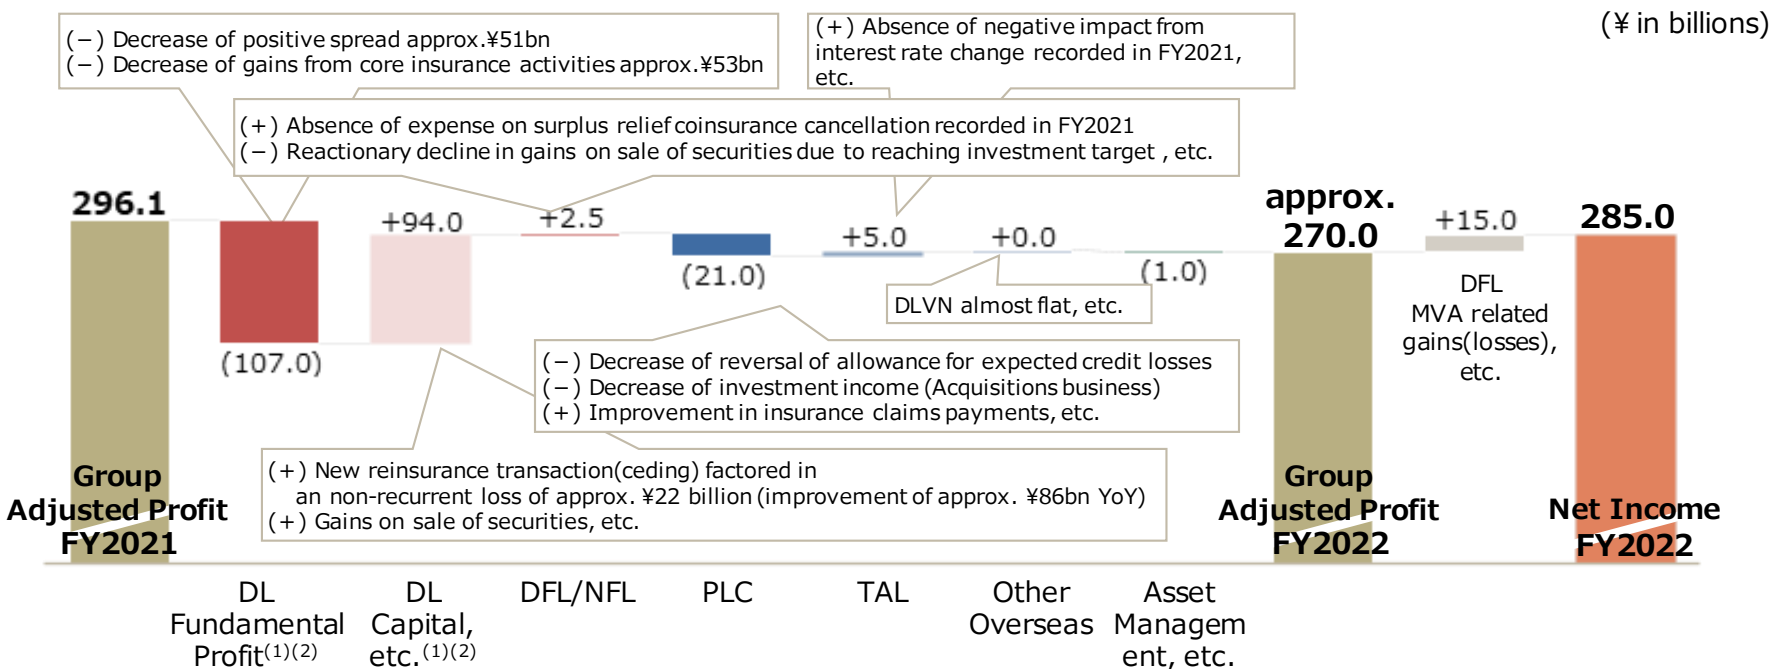 (¥ in billions)
(−) Decrease of positive spread approx.¥51bn
(−) Decrease of gains from core insurance activities approx.¥53bn
(+) Absence of negative impact from
interest rate change recorded in FY2021,
etc.
(+) Absence of expense on surplus relief coinsurance cancellation recorded in FY2021
(−) Reactionary decline in gains on sale of securities due to reaching investment target , etc.
296.1
(107.0)
+94.0
+2.5
(21.0)
+5.0
+0.0
(1.0)
approx.
270.0
+15.0
285.0
DLVN almost flat, etc.
DFL
MVA related
gains(losses),
etc.
(−) Decrease of reversal of allowance for expected credit losses
(−) Decrease of investment income (Acquisitions business)
(+) Improvement in insurance claims payments, etc.
(+) New reinsurance transaction(ceding) factored in
an non-recurrent loss of approx. ¥22 billion (improvement of approx. ¥86bn YoY)
(+) Gains on sale of securities, etc.
Group
Adjusted Profit
FY2021
Group
Adjusted Profit
FY2022
Net Income
FY2022
DL
Fundamental
Profit(1)(2)
DL
Capital,
etc.(1)(2)
DFL/NFL
PLC
TAL
Other
Overseas
Asset
Managem
ent, etc.